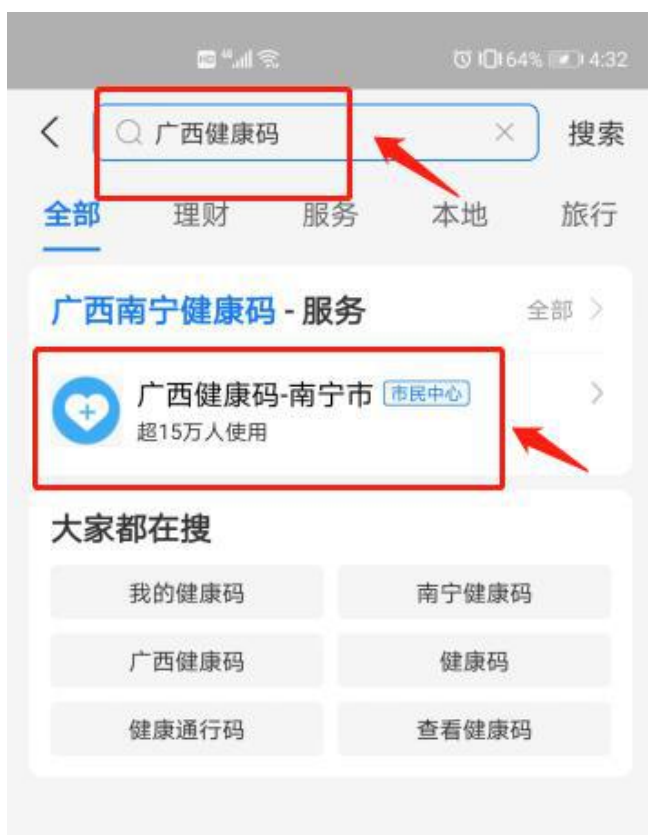 HD 4G 64% 4:32
广西健康码 搜索
全部 理财 服务 本地 旅行
广西南宁健康码 - 服务 全部
广西健康码-南宁市 市民中心
超15万人使用
大家都在搜
我的健康码 南宁健康码
广西健康码 健康码
健康通行码 查看健康码